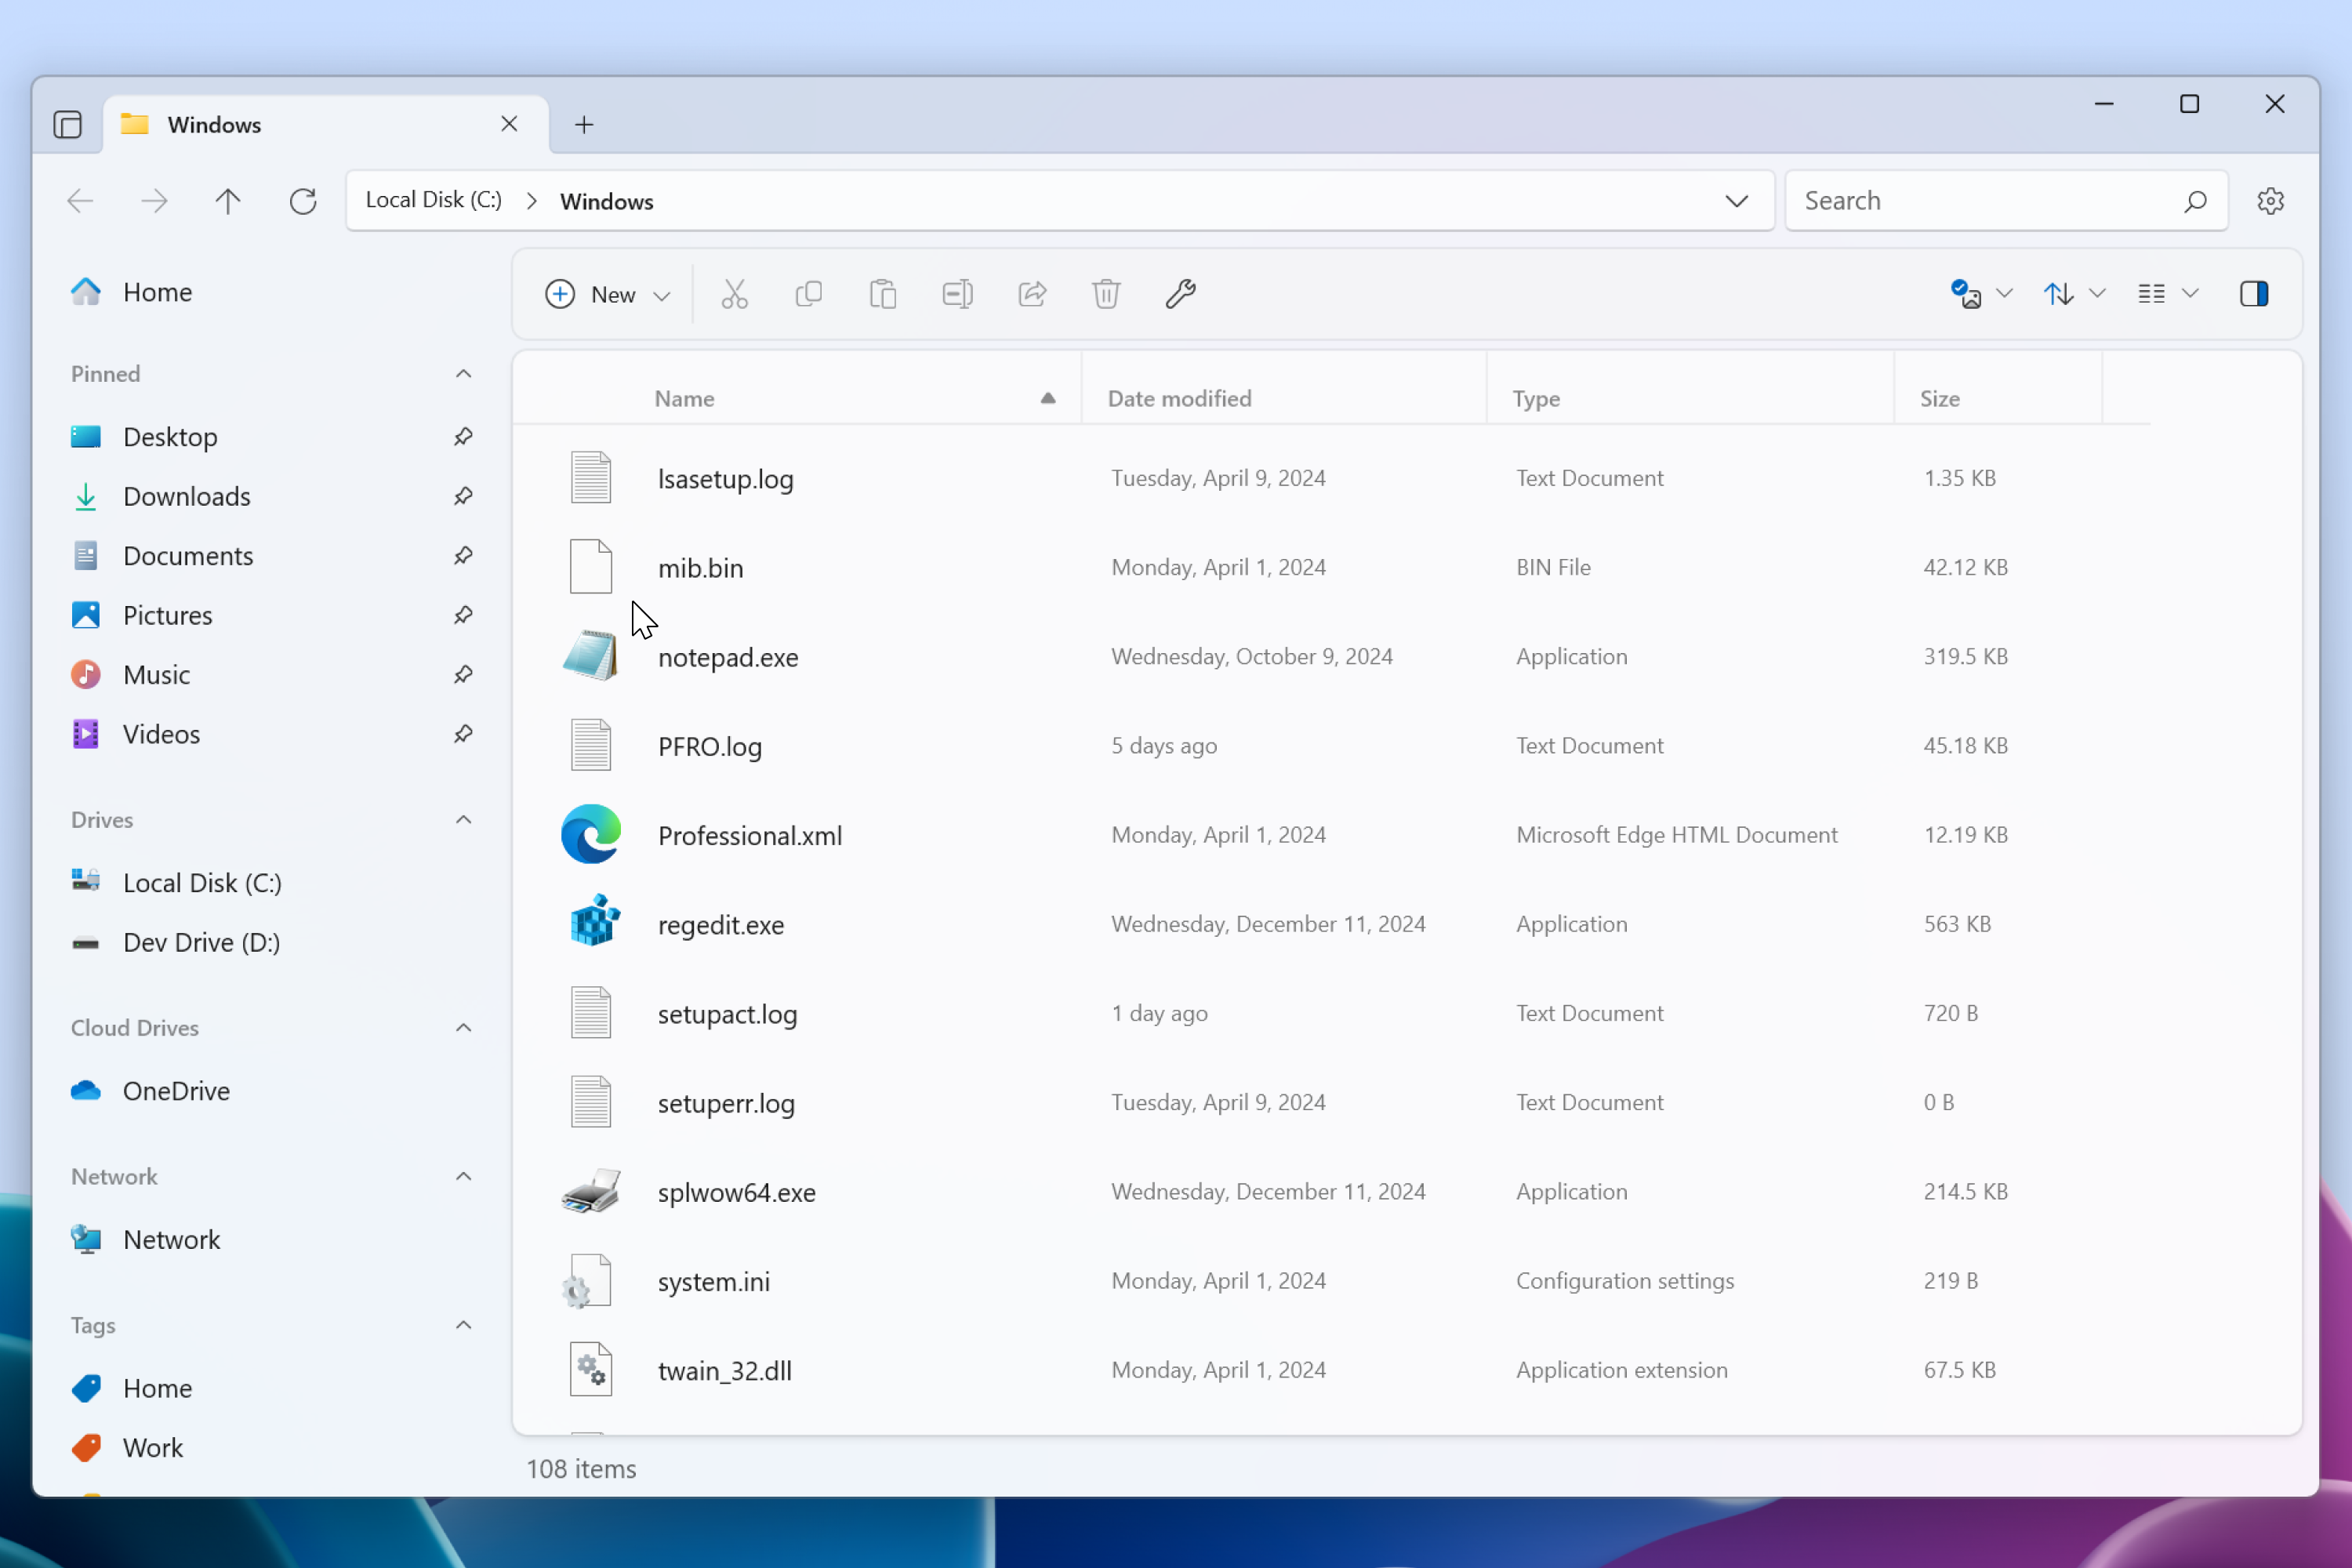 Windows
Local Disk (C:) Windows
Search
Home
New
Pinned
Desktop
Downloads
Documents
Pictures
Music
Videos
Drives
Local Disk (C:)
Dev Drive (D:)
Cloud Drives
OneDrive
Network
Network
Tags
Home
Work
Name Date modified Type Size
lsasetup.log Tuesday, April 9, 2024 Text Document 1.35 KB
mib.bin Monday, April 1, 2024 BIN File 42.12 KB
notepad.exe Wednesday, October 9, 2024 Application 319.5 KB
PFRO.log 5 days ago Text Document 45.18 KB
Professional.xml Monday, April 1, 2024 Microsoft Edge HTML Document 12.19 KB
regedit.exe Wednesday, December 11, 2024 Application 563 KB
setupact.log 1 day ago Text Document 720 B
setuperr.log Tuesday, April 9, 2024 Text Document 0 B
splwow64.exe Wednesday, December 11, 2024 Application 214.5 KB
system.ini Monday, April 1, 2024 Configuration settings 219 B
twain_32.dll Monday, April 1, 2024 Application extension 67.5 KB
108 items